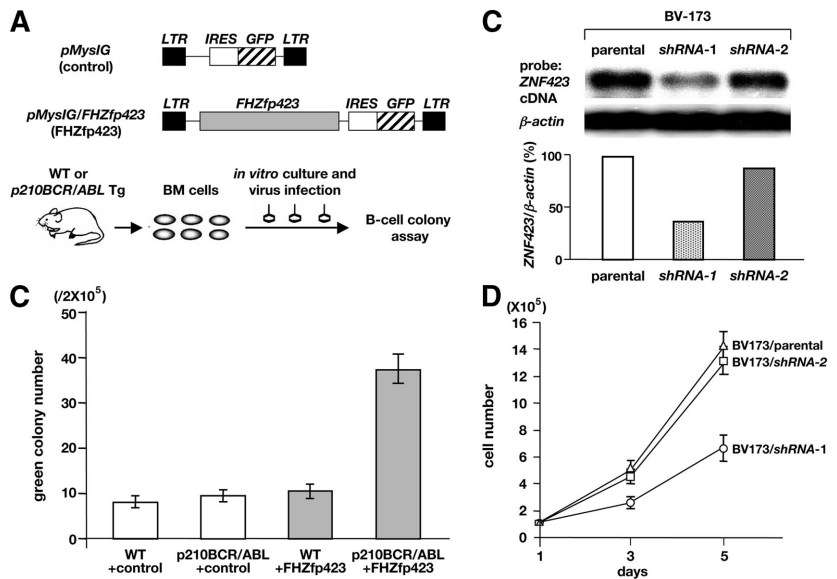 A
pMysIG
(control)
LTR IRES GFP LTR
pMysIG/FHZfp423
(FHZfp423)
LTR FHZfp423 IRES GFP LTR
WT or
p210BCR/ABL Tg
BM cells
in vitro culture and
virus infection
B-cell colony
assay
C
BV-173
parental shRNA-1 shRNA-2
probe:
ZNF423
cDNA
β-actin
ZNF423/β-actin (%)
100
50
0
parental shRNA-1 shRNA-2
C
(/2X10⁵)
green colony number
50
40
30
20
10
0
WT
+control
p210BCR/ABL
+control
WT
+FHZfp423
p210BCR/ABL
+FHZfp423
D
(X10⁵)
cell number
16
14
12
10
8
6
4
2
0
1 3 5
days
BV173/parental
BV173/shRNA-2
BV173/shRNA-1